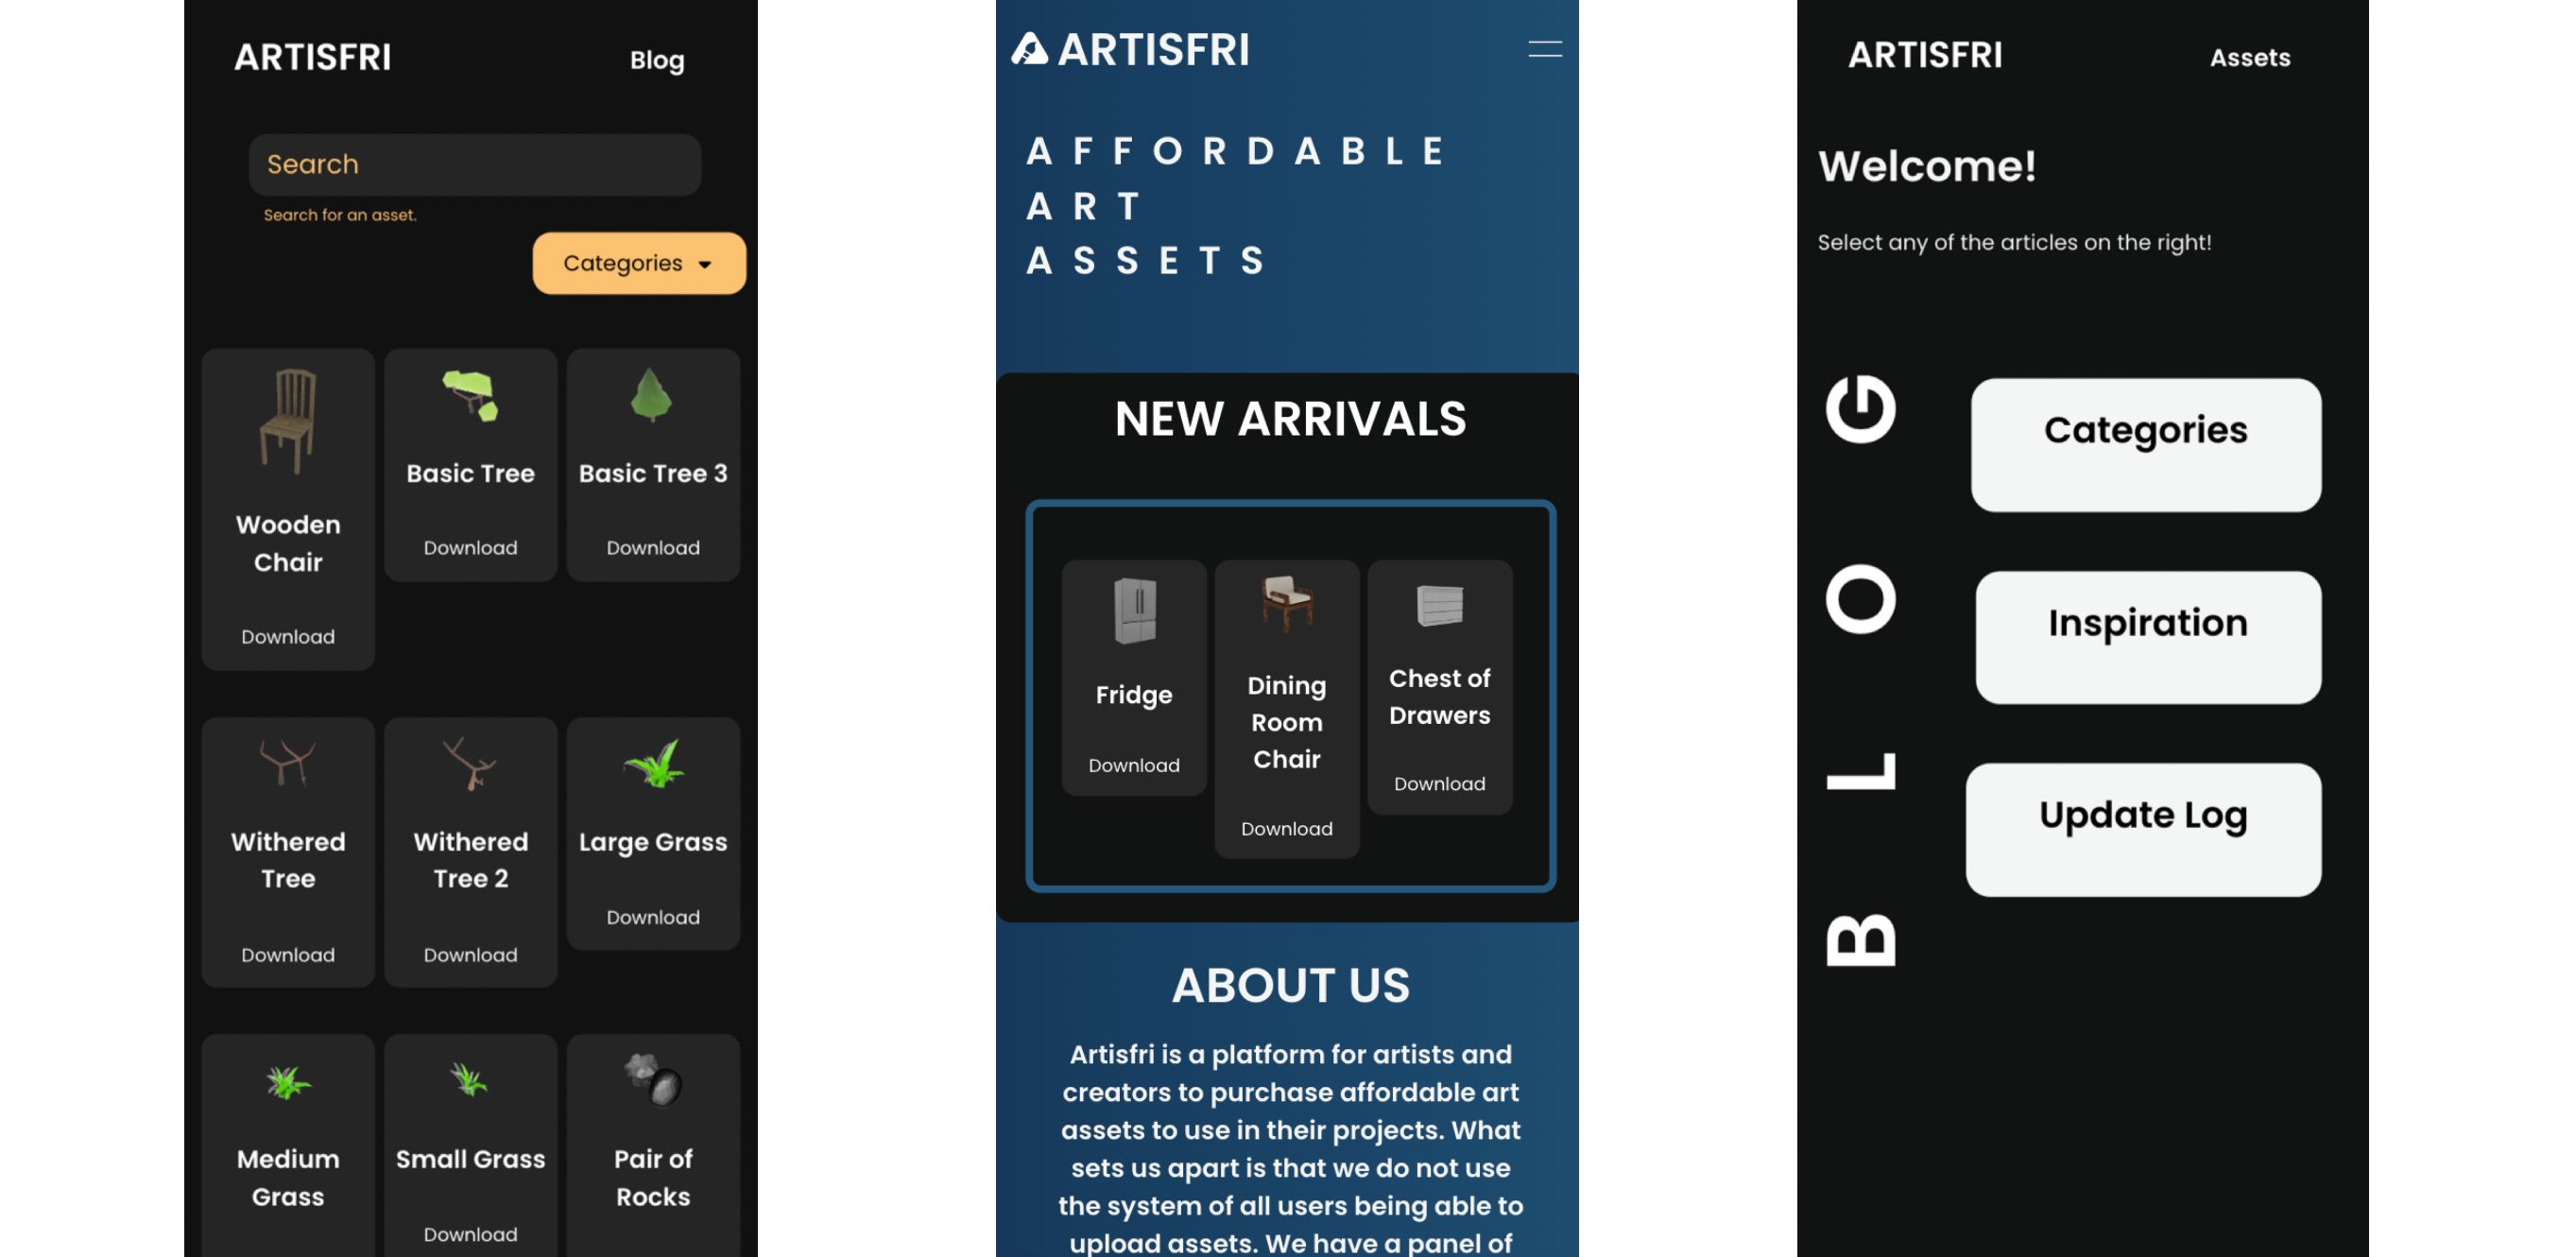 ARTISFRI
Blog
Search
Search for an asset.
Categories
Wooden
Chair
Download
Basic Tree
Download
Basic Tree 3
Download
Withered
Tree
Download
Withered
Tree 2
Download
Large Grass
Download
Medium
Grass
Small Grass
Download
Pair of
Rocks
ARTISFRI
AFFORDABLE
ART
ASSETS
NEW ARRIVALS
Fridge
Download
Dining
Room
Chair
Download
Chest of
Drawers
Download
ABOUT US
Artisfri is a platform for artists and
creators to purchase affordable art
assets to use in their projects. What
sets us apart is that we do not use
the system of all users being able to
upload assets. We have a panel of
ARTISFRI
Assets
Welcome!
Select any of the articles on the right!
BLOG
Categories
Inspiration
Update Log